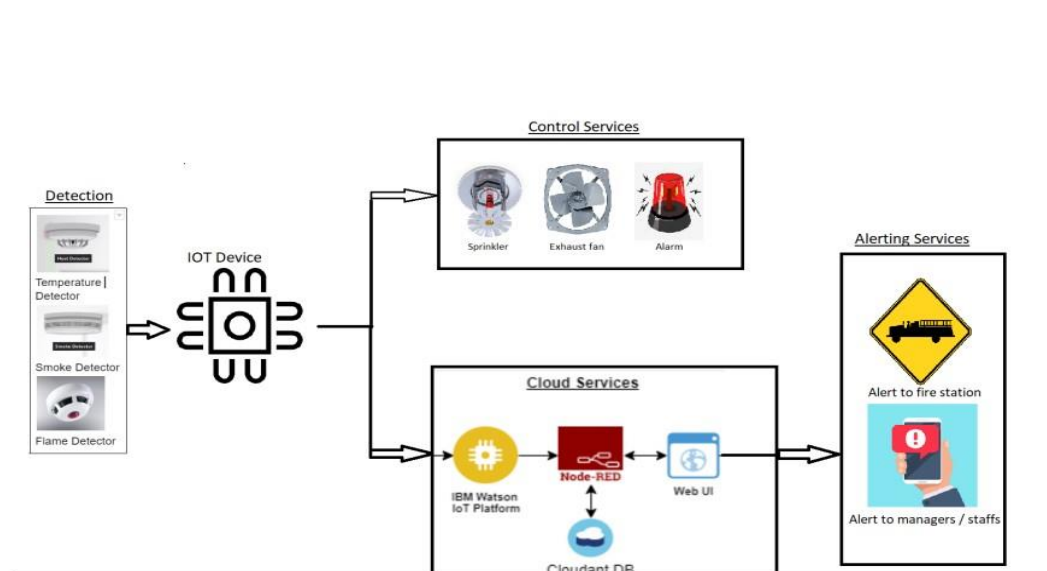 Control Services
Sprinkler
Exhaust fan
Alarm
Detection
Heat Detector
Temperature
Detector
Smoke Detector
Smoke Detector
Flame Detector
IOT Device
Cloud Services
IBM Watson
IoT Platform
Node-RED
Web UI
Cloudant DB
Alerting Services
Alert to fire station
Alert to managers / staffs